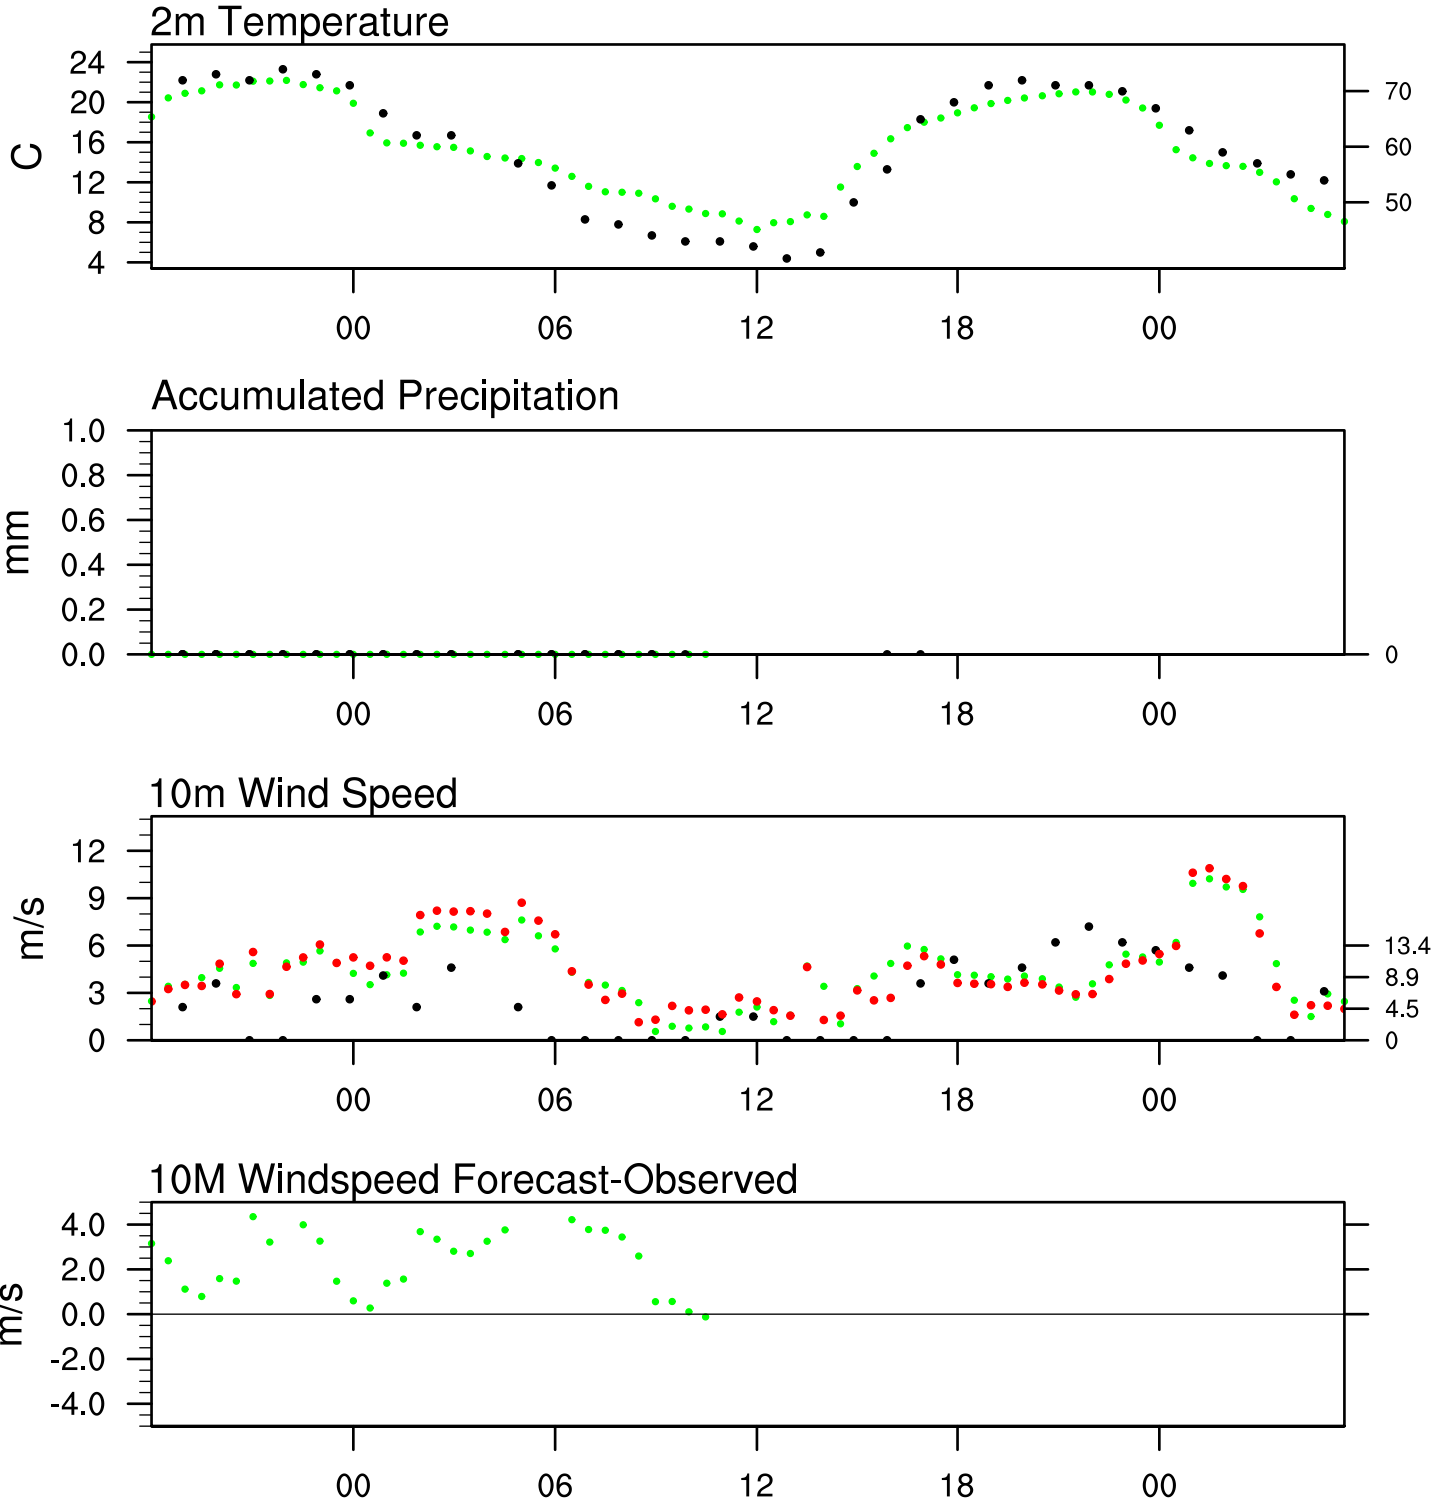 2m Temperature
24
20
16
12
8
4
C
70
60
50
00 06 12 18 00
Accumulated Precipitation
1.0
0.8
0.6
0.4
0.2
0.0
mm
0
00 06 12 18 00
10m Wind Speed
12
9
6
3
0
m/s
13.4
8.9
4.5
0
00 06 12 18 00
10M Windspeed Forecast-Observed
4.0
2.0
0.0
-2.0
-4.0
m/s
00 06 12 18 00